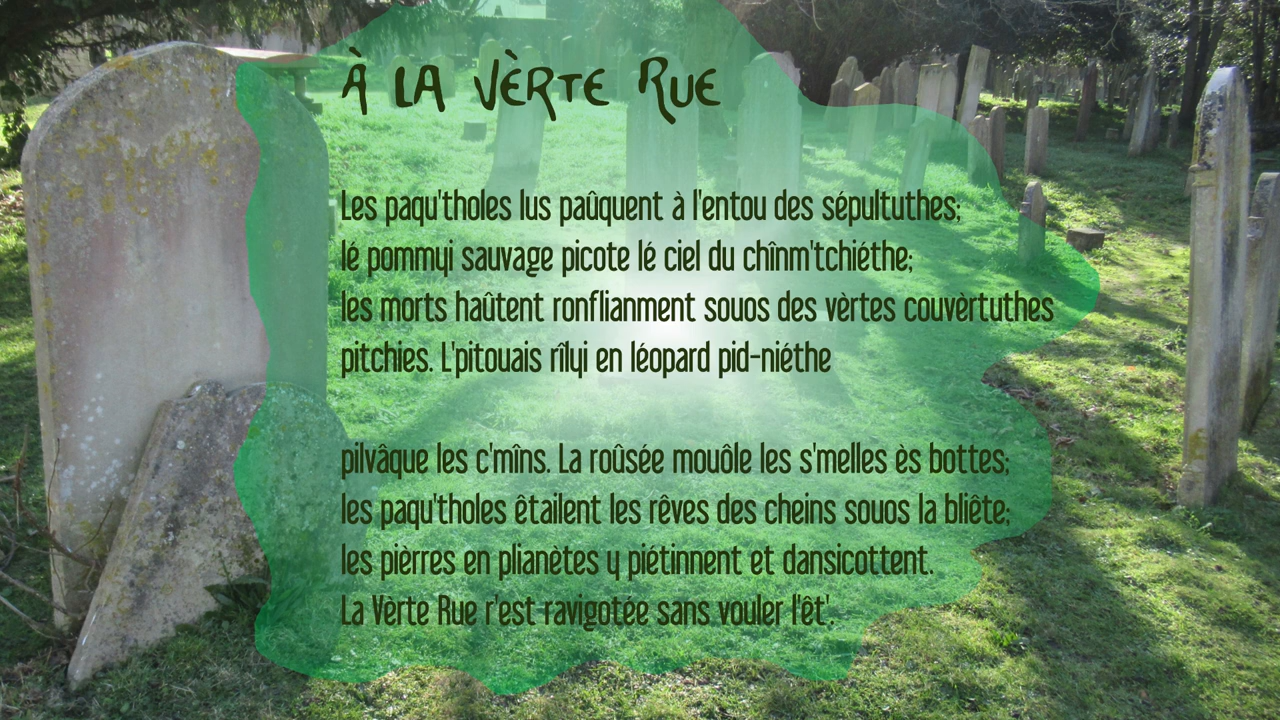 À LA VÈRTE RUE
Les paqu'tholes lus paûquent à l'entou des sépultuthes;
lé pommyi sauvage picote lé ciel du chînm'tchiéthe;
les morts haûtent ronflianment souos des vèrtes couvèrtuthes
pitchies. L'pitouais rîlyi en léopard pid-niéthe
pilvâque les c'mîns. La roûsée mouôle les s'melles ès bottes;
les paqu'tholes êtailent les rêves des cheins souos la bliête;
les pièrres en plianètes y piétinnent et dansicottent.
La Vèrte Rue r'est ravigotée sans vouler l'êt'.